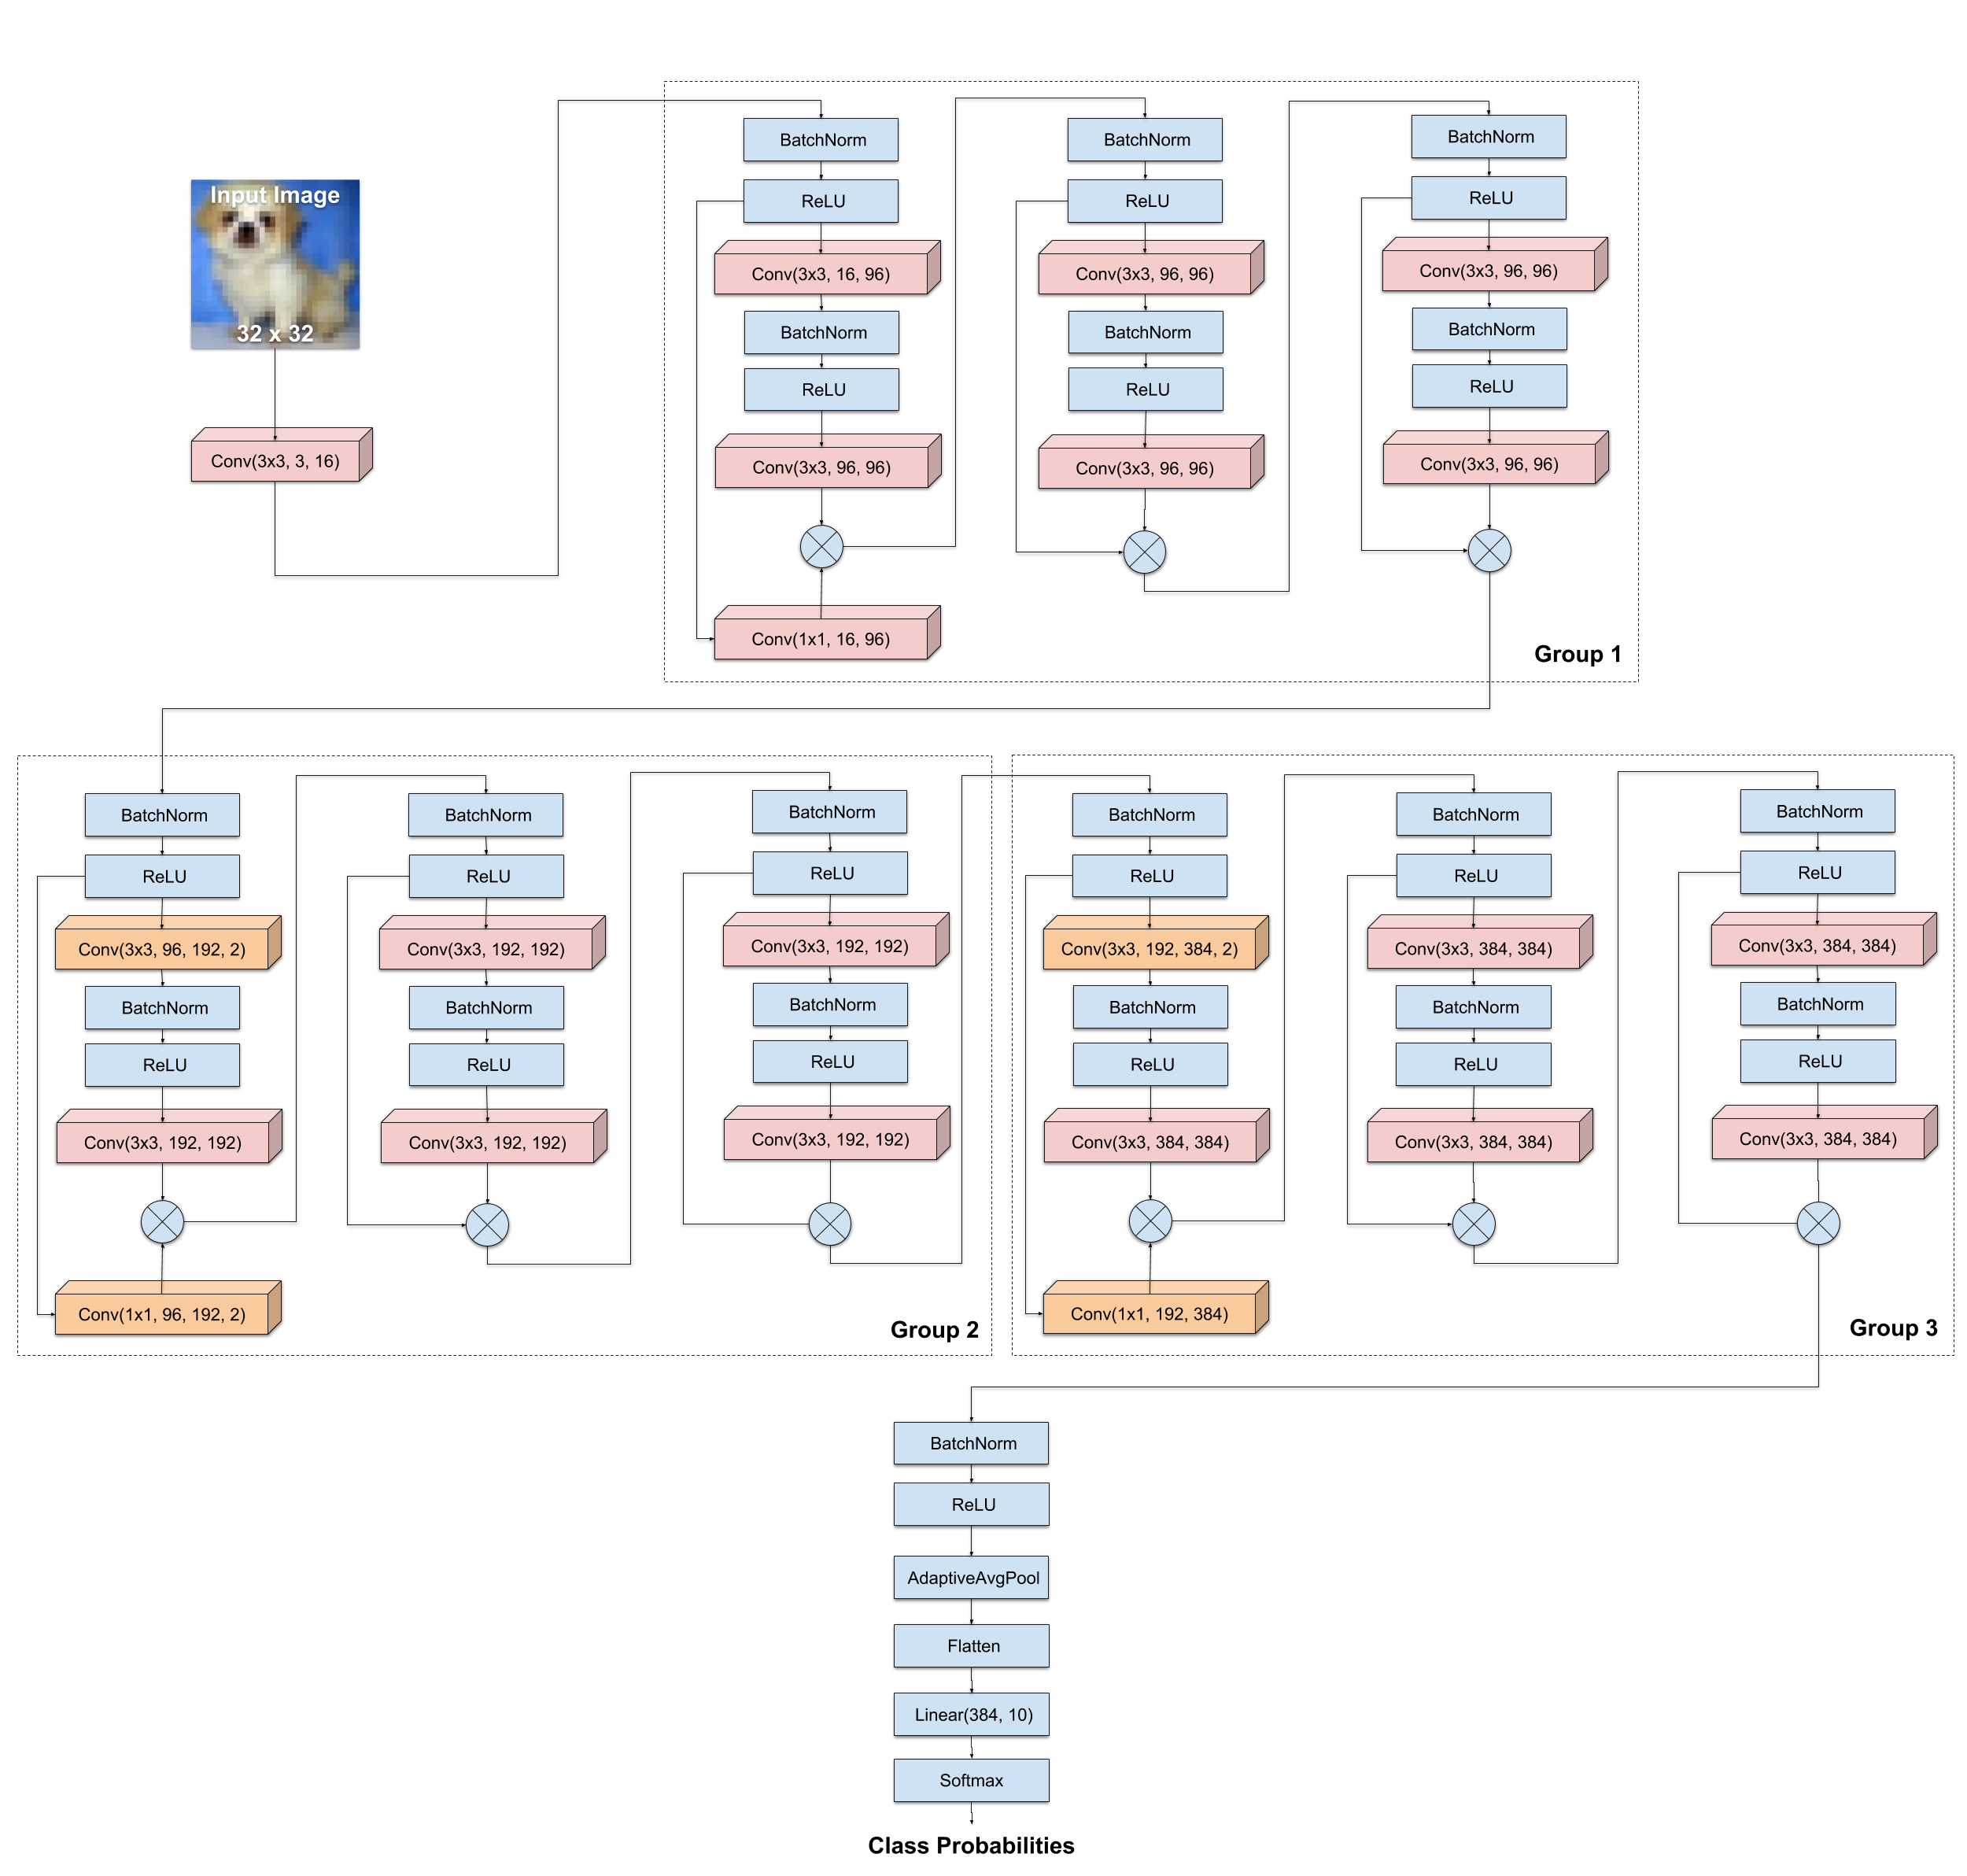 Input Image
32 x 32
Conv(3x3, 3, 16)
BatchNorm
ReLU
Conv(3x3, 16, 96)
BatchNorm
ReLU
Conv(3x3, 96, 96)
Conv(1x1, 16, 96)
BatchNorm
ReLU
Conv(3x3, 96, 96)
BatchNorm
ReLU
Conv(3x3, 96, 96)
BatchNorm
ReLU
Conv(3x3, 96, 96)
BatchNorm
ReLU
Conv(3x3, 96, 96)
Group 1
BatchNorm
ReLU
Conv(3x3, 96, 192, 2)
BatchNorm
ReLU
Conv(3x3, 192, 192)
Conv(1x1, 96, 192, 2)
BatchNorm
ReLU
Conv(3x3, 192, 192)
BatchNorm
ReLU
Conv(3x3, 192, 192)
BatchNorm
ReLU
Conv(3x3, 192, 192)
BatchNorm
ReLU
Conv(3x3, 192, 192)
Group 2
BatchNorm
ReLU
Conv(3x3, 192, 384, 2)
BatchNorm
ReLU
Conv(3x3, 384, 384)
Conv(1x1, 192, 384)
BatchNorm
ReLU
Conv(3x3, 384, 384)
BatchNorm
ReLU
Conv(3x3, 384, 384)
BatchNorm
ReLU
Conv(3x3, 384, 384)
BatchNorm
ReLU
Conv(3x3, 384, 384)
Group 3
BatchNorm
ReLU
AdaptiveAvgPool
Flatten
Linear(384, 10)
Softmax
Class Probabilities